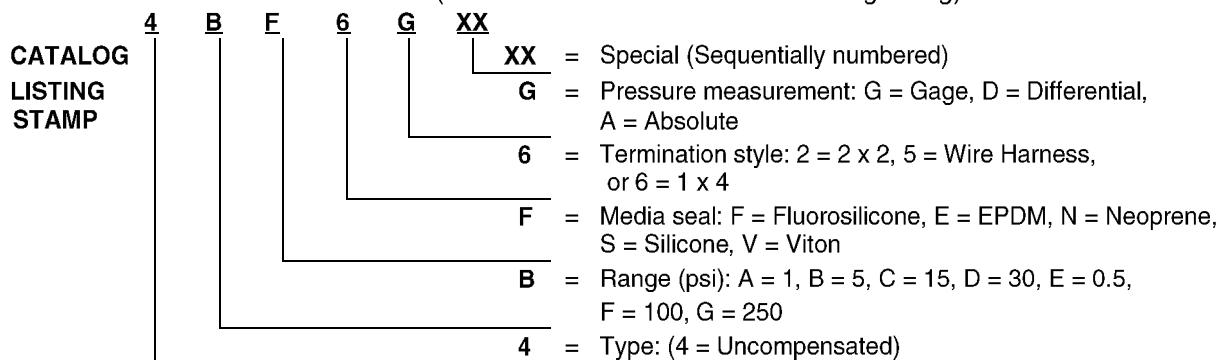 4 B F 6 G XX
CATALOG XX = Special (Sequentially numbered)
LISTING G = Pressure measurement: G = Gage, D = Differential,
STAMP A = Absolute
6 = Termination style: 2 = 2 x 2, 5 = Wire Harness,
or 6 = 1 x 4
F = Media seal: F = Fluorosilicone, E = EPDM, N = Neoprene,
S = Silicone, V = Viton
B = Range (psi): A = 1, B = 5, C = 15, D = 30, E = 0.5,
F = 100, G = 250
4 = Type: (4 = Uncompensated)